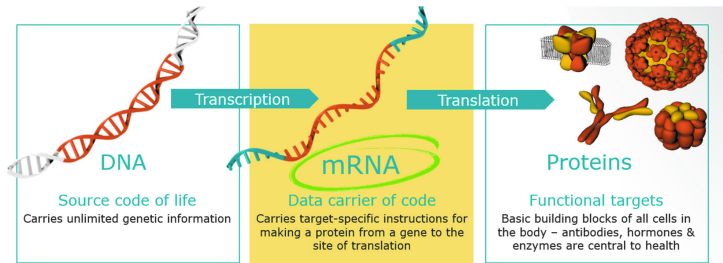 Transcription
Translation
DNA
mRNA
Proteins
Source code of life
Carries unlimited genetic information
Data carrier of code
Carries target-specific instructions for
making a protein from a gene to the
site of translation
Functional targets
Basic building blocks of all cells in
the body – antibodies, hormones &
enzymes are central to health